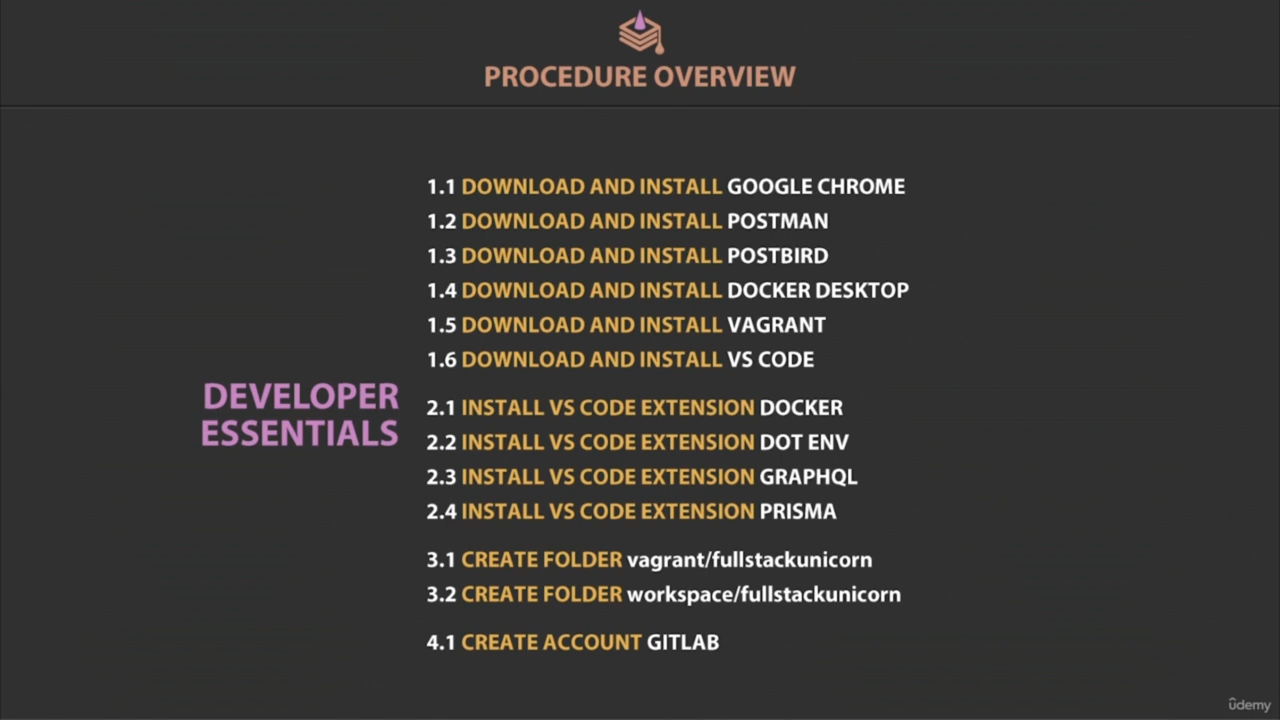 PROCEDURE OVERVIEW
1.1 DOWNLOAD AND INSTALL GOOGLE CHROME
1.2 DOWNLOAD AND INSTALL POSTMAN
1.3 DOWNLOAD AND INSTALL POSTBIRD
1.4 DOWNLOAD AND INSTALL DOCKER DESKTOP
1.5 DOWNLOAD AND INSTALL VAGRANT
1.6 DOWNLOAD AND INSTALL VS CODE
DEVELOPER
ESSENTIALS
2.1 INSTALL VS CODE EXTENSION DOCKER
2.2 INSTALL VS CODE EXTENSION DOT ENV
2.3 INSTALL VS CODE EXTENSION GRAPHQL
2.4 INSTALL VS CODE EXTENSION PRISMA
3.1 CREATE FOLDER vagrant/fullstackunicorn
3.2 CREATE FOLDER workspace/fullstackunicorn
4.1 CREATE ACCOUNT GITLAB
ûdemy